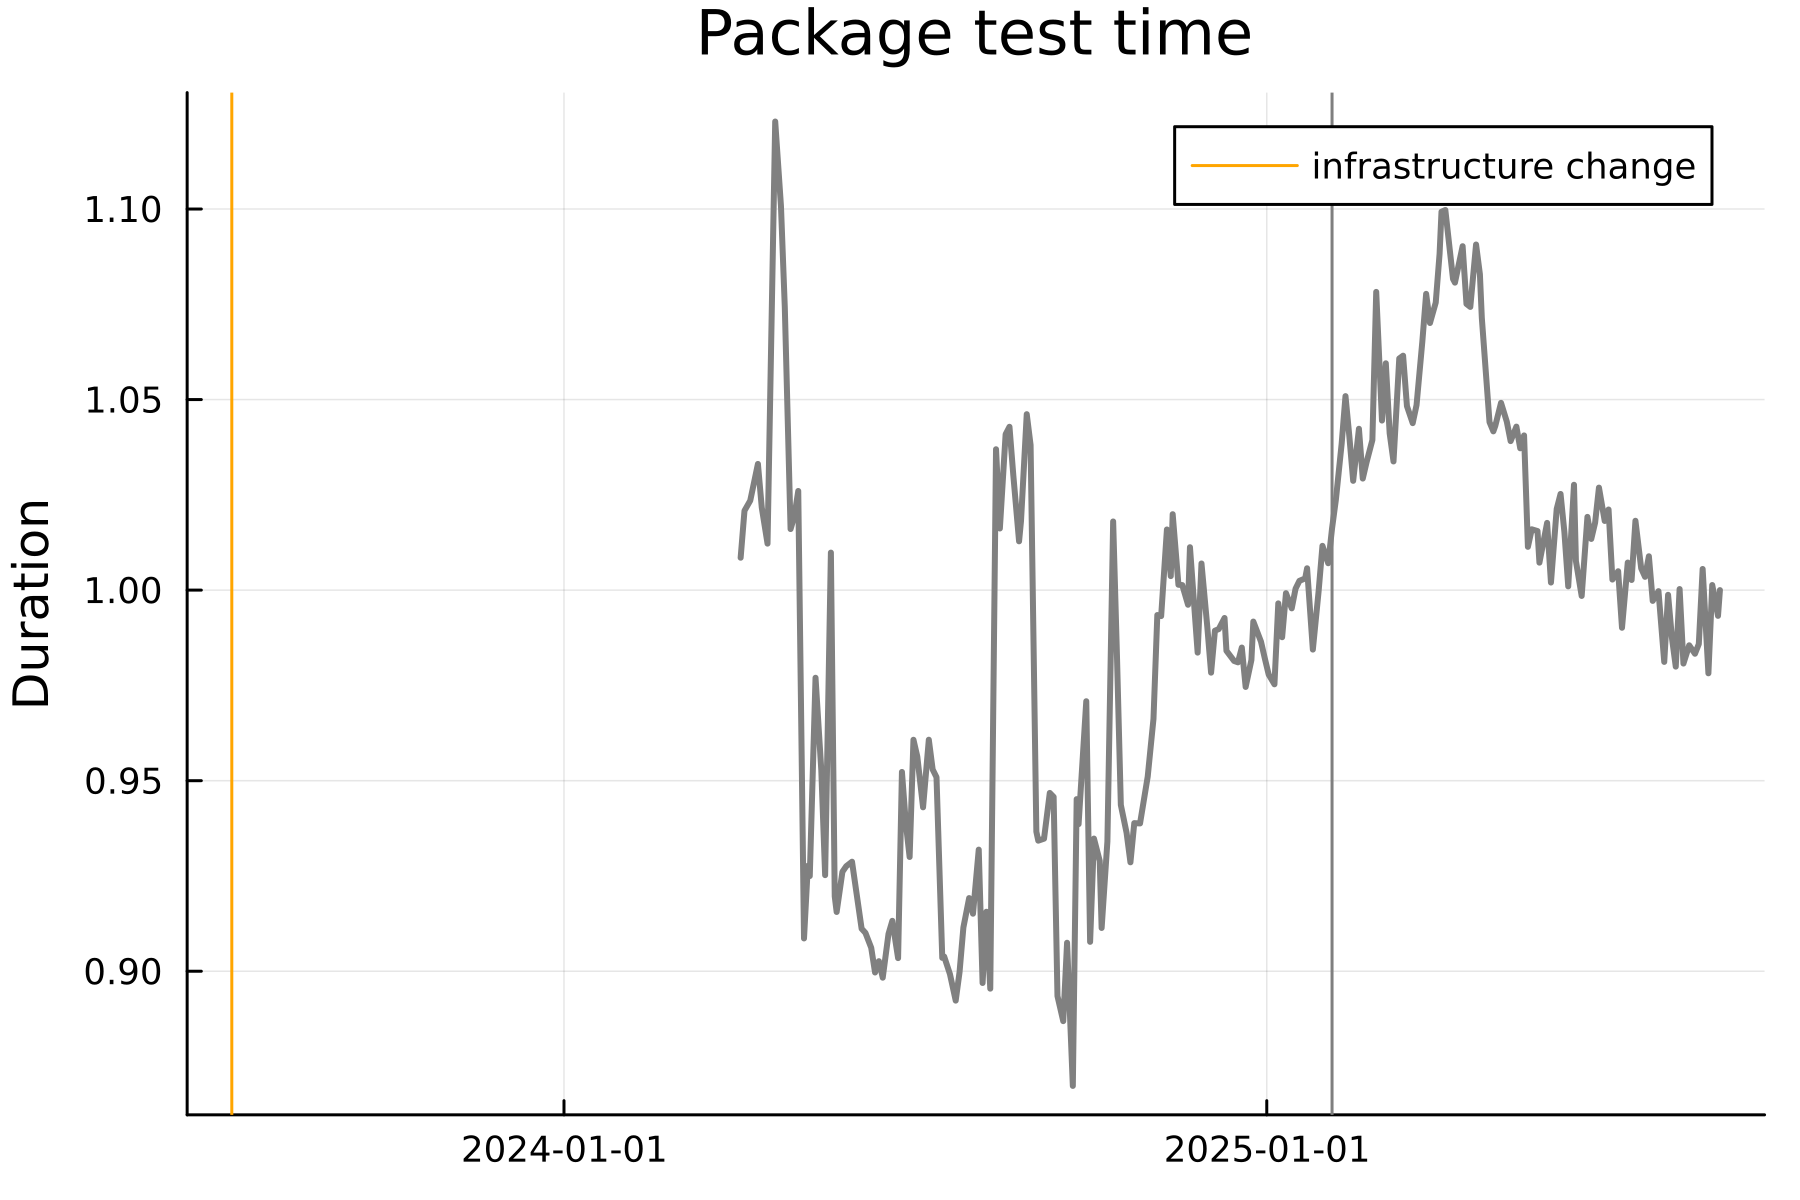 Package test time
infrastructure change
Duration
1.10
1.05
1.00
0.95
0.90
2024-01-01
2025-01-01